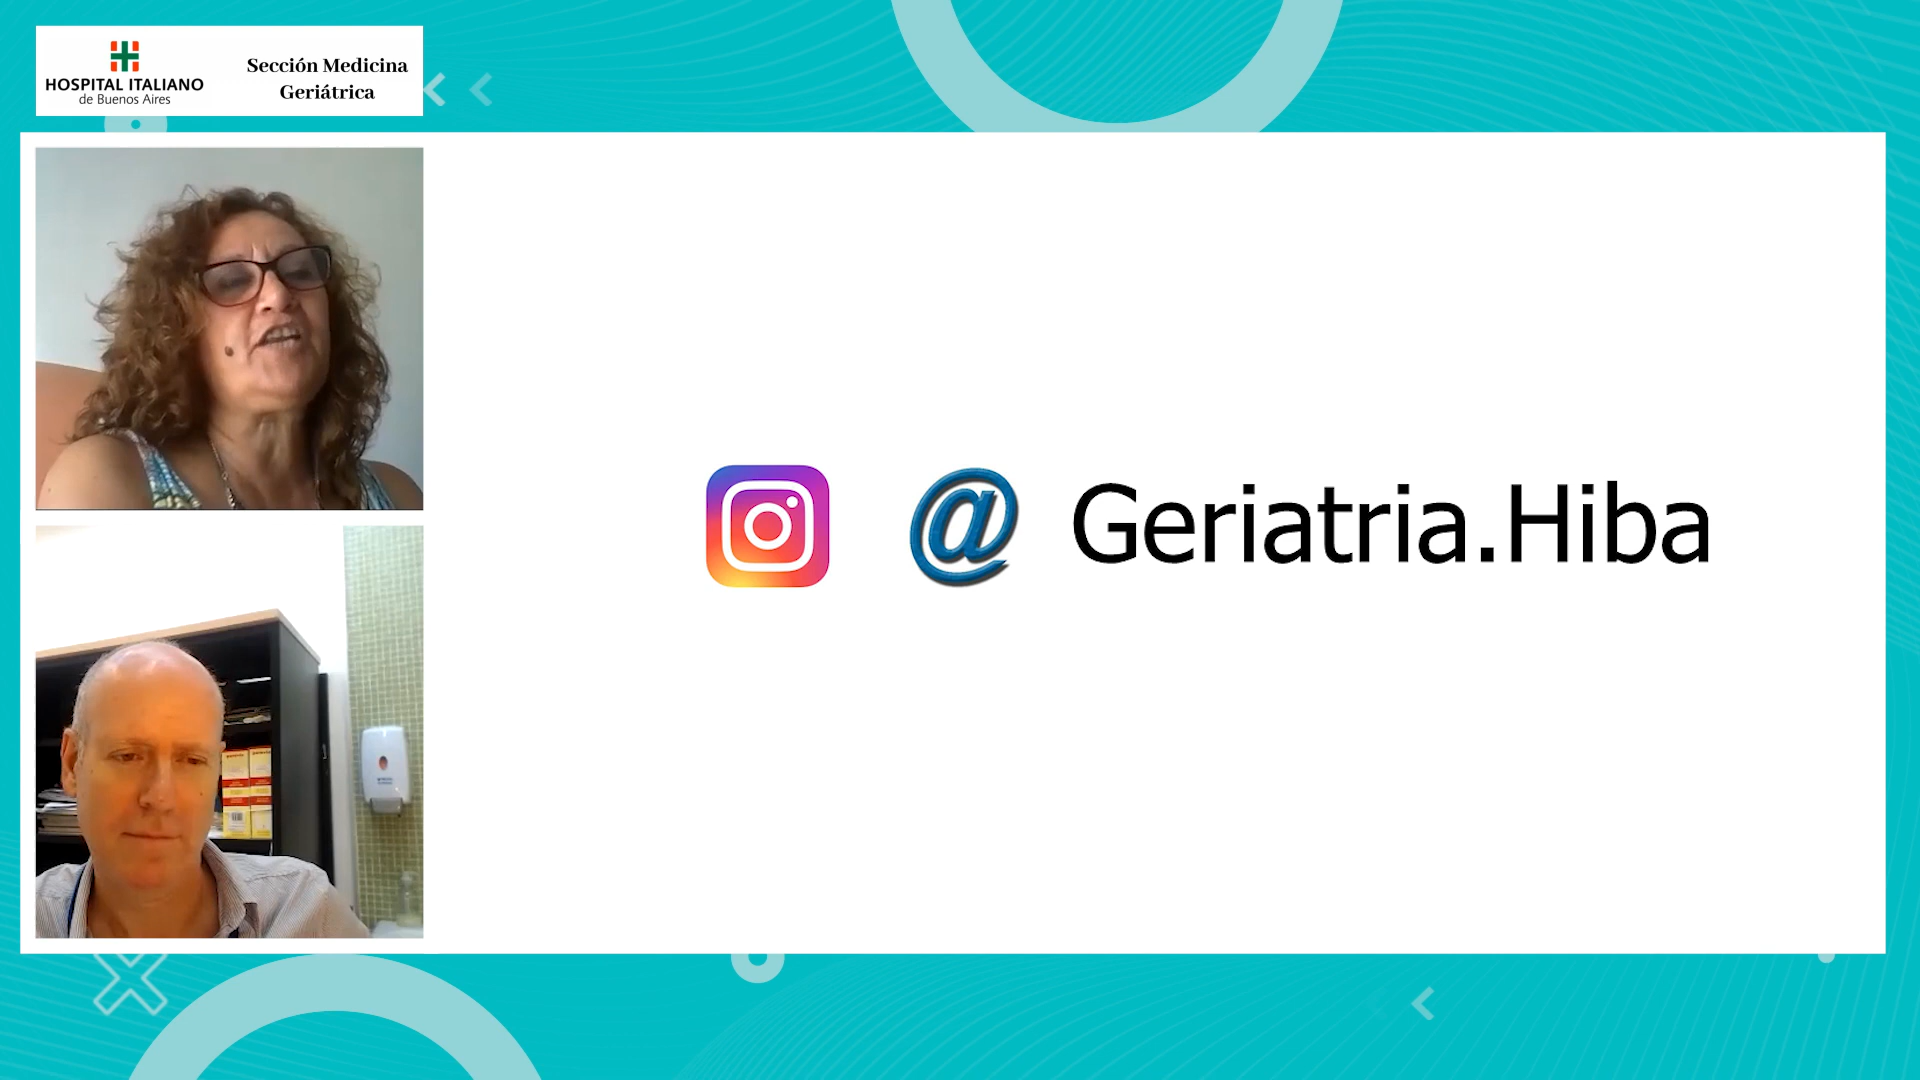 HOSPITAL ITALIANO
de Buenos Aires
Sección Medicina
Geriátrica
@ Geriatria.Hiba